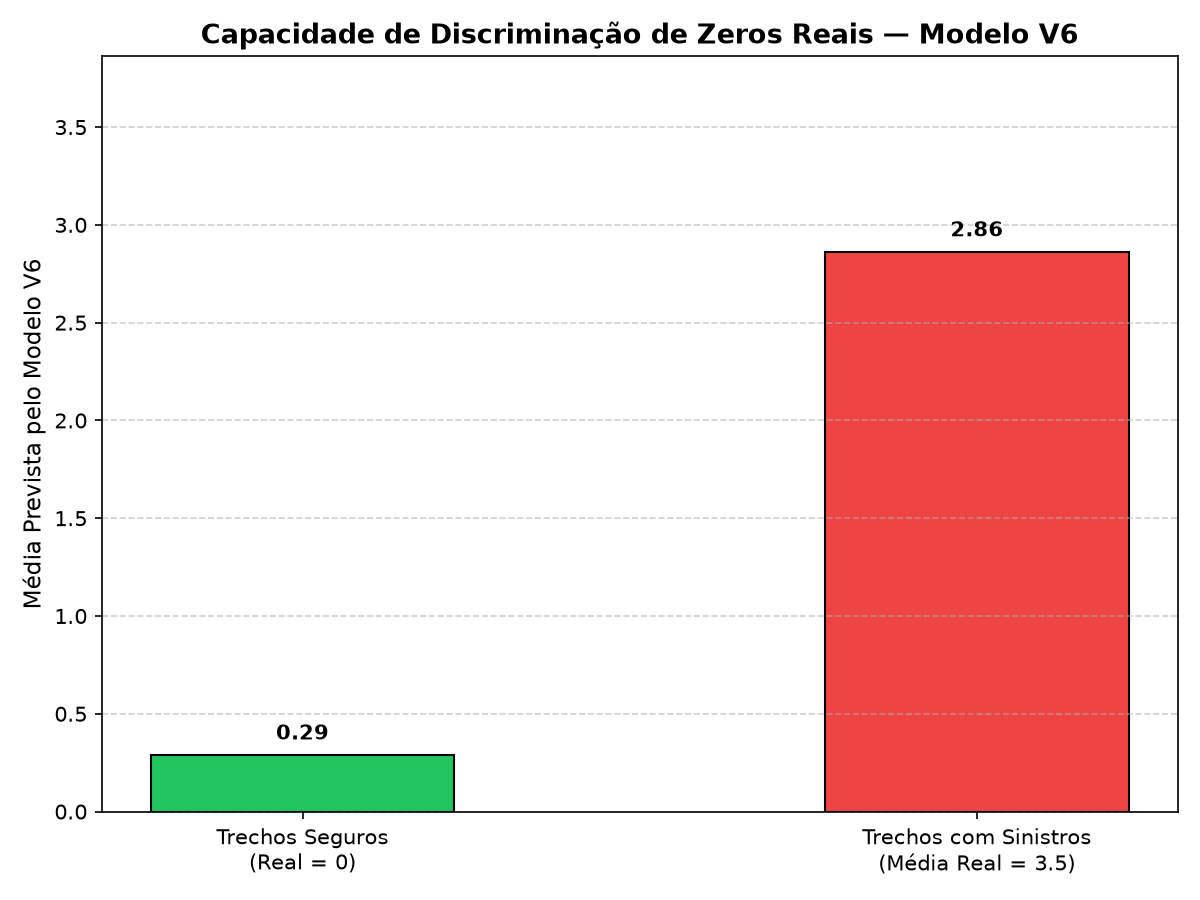 Capacidade de Discriminação de Zeros Reais — Modelo V6
Média Prevista pelo Modelo V6
3.5
3.0
2.5
2.0
1.5
1.0
0.5
0.0
0.29
2.86
Trechos Seguros
(Real = 0)
Trechos com Sinistros
(Média Real = 3.5)